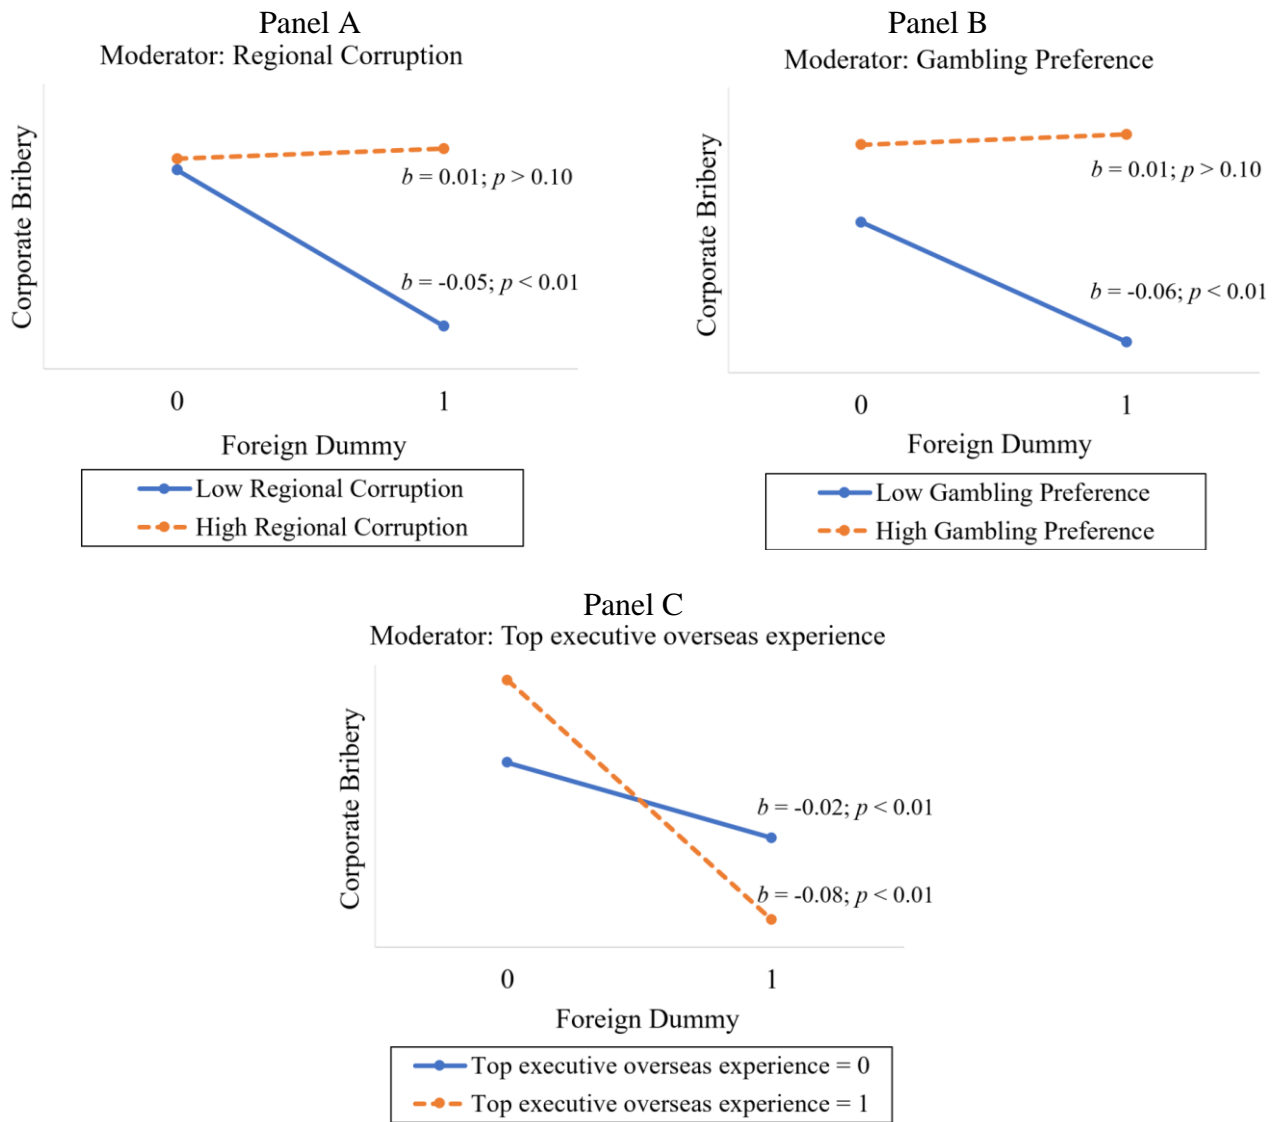 Panel A
Moderator: Regional Corruption
Corporate Bribery
b = 0.01; p > 0.10
b = -0.05; p < 0.01
0 1
Foreign Dummy
Low Regional Corruption
High Regional Corruption
Panel B
Moderator: Gambling Preference
Corporate Bribery
b = 0.01; p > 0.10
b = -0.06; p < 0.01
0 1
Foreign Dummy
Low Gambling Preference
High Gambling Preference
Panel C
Moderator: Top executive overseas experience
Corporate Bribery
b = -0.02; p < 0.01
b = -0.08; p < 0.01
0 1
Foreign Dummy
Top executive overseas experience = 0
Top executive overseas experience = 1